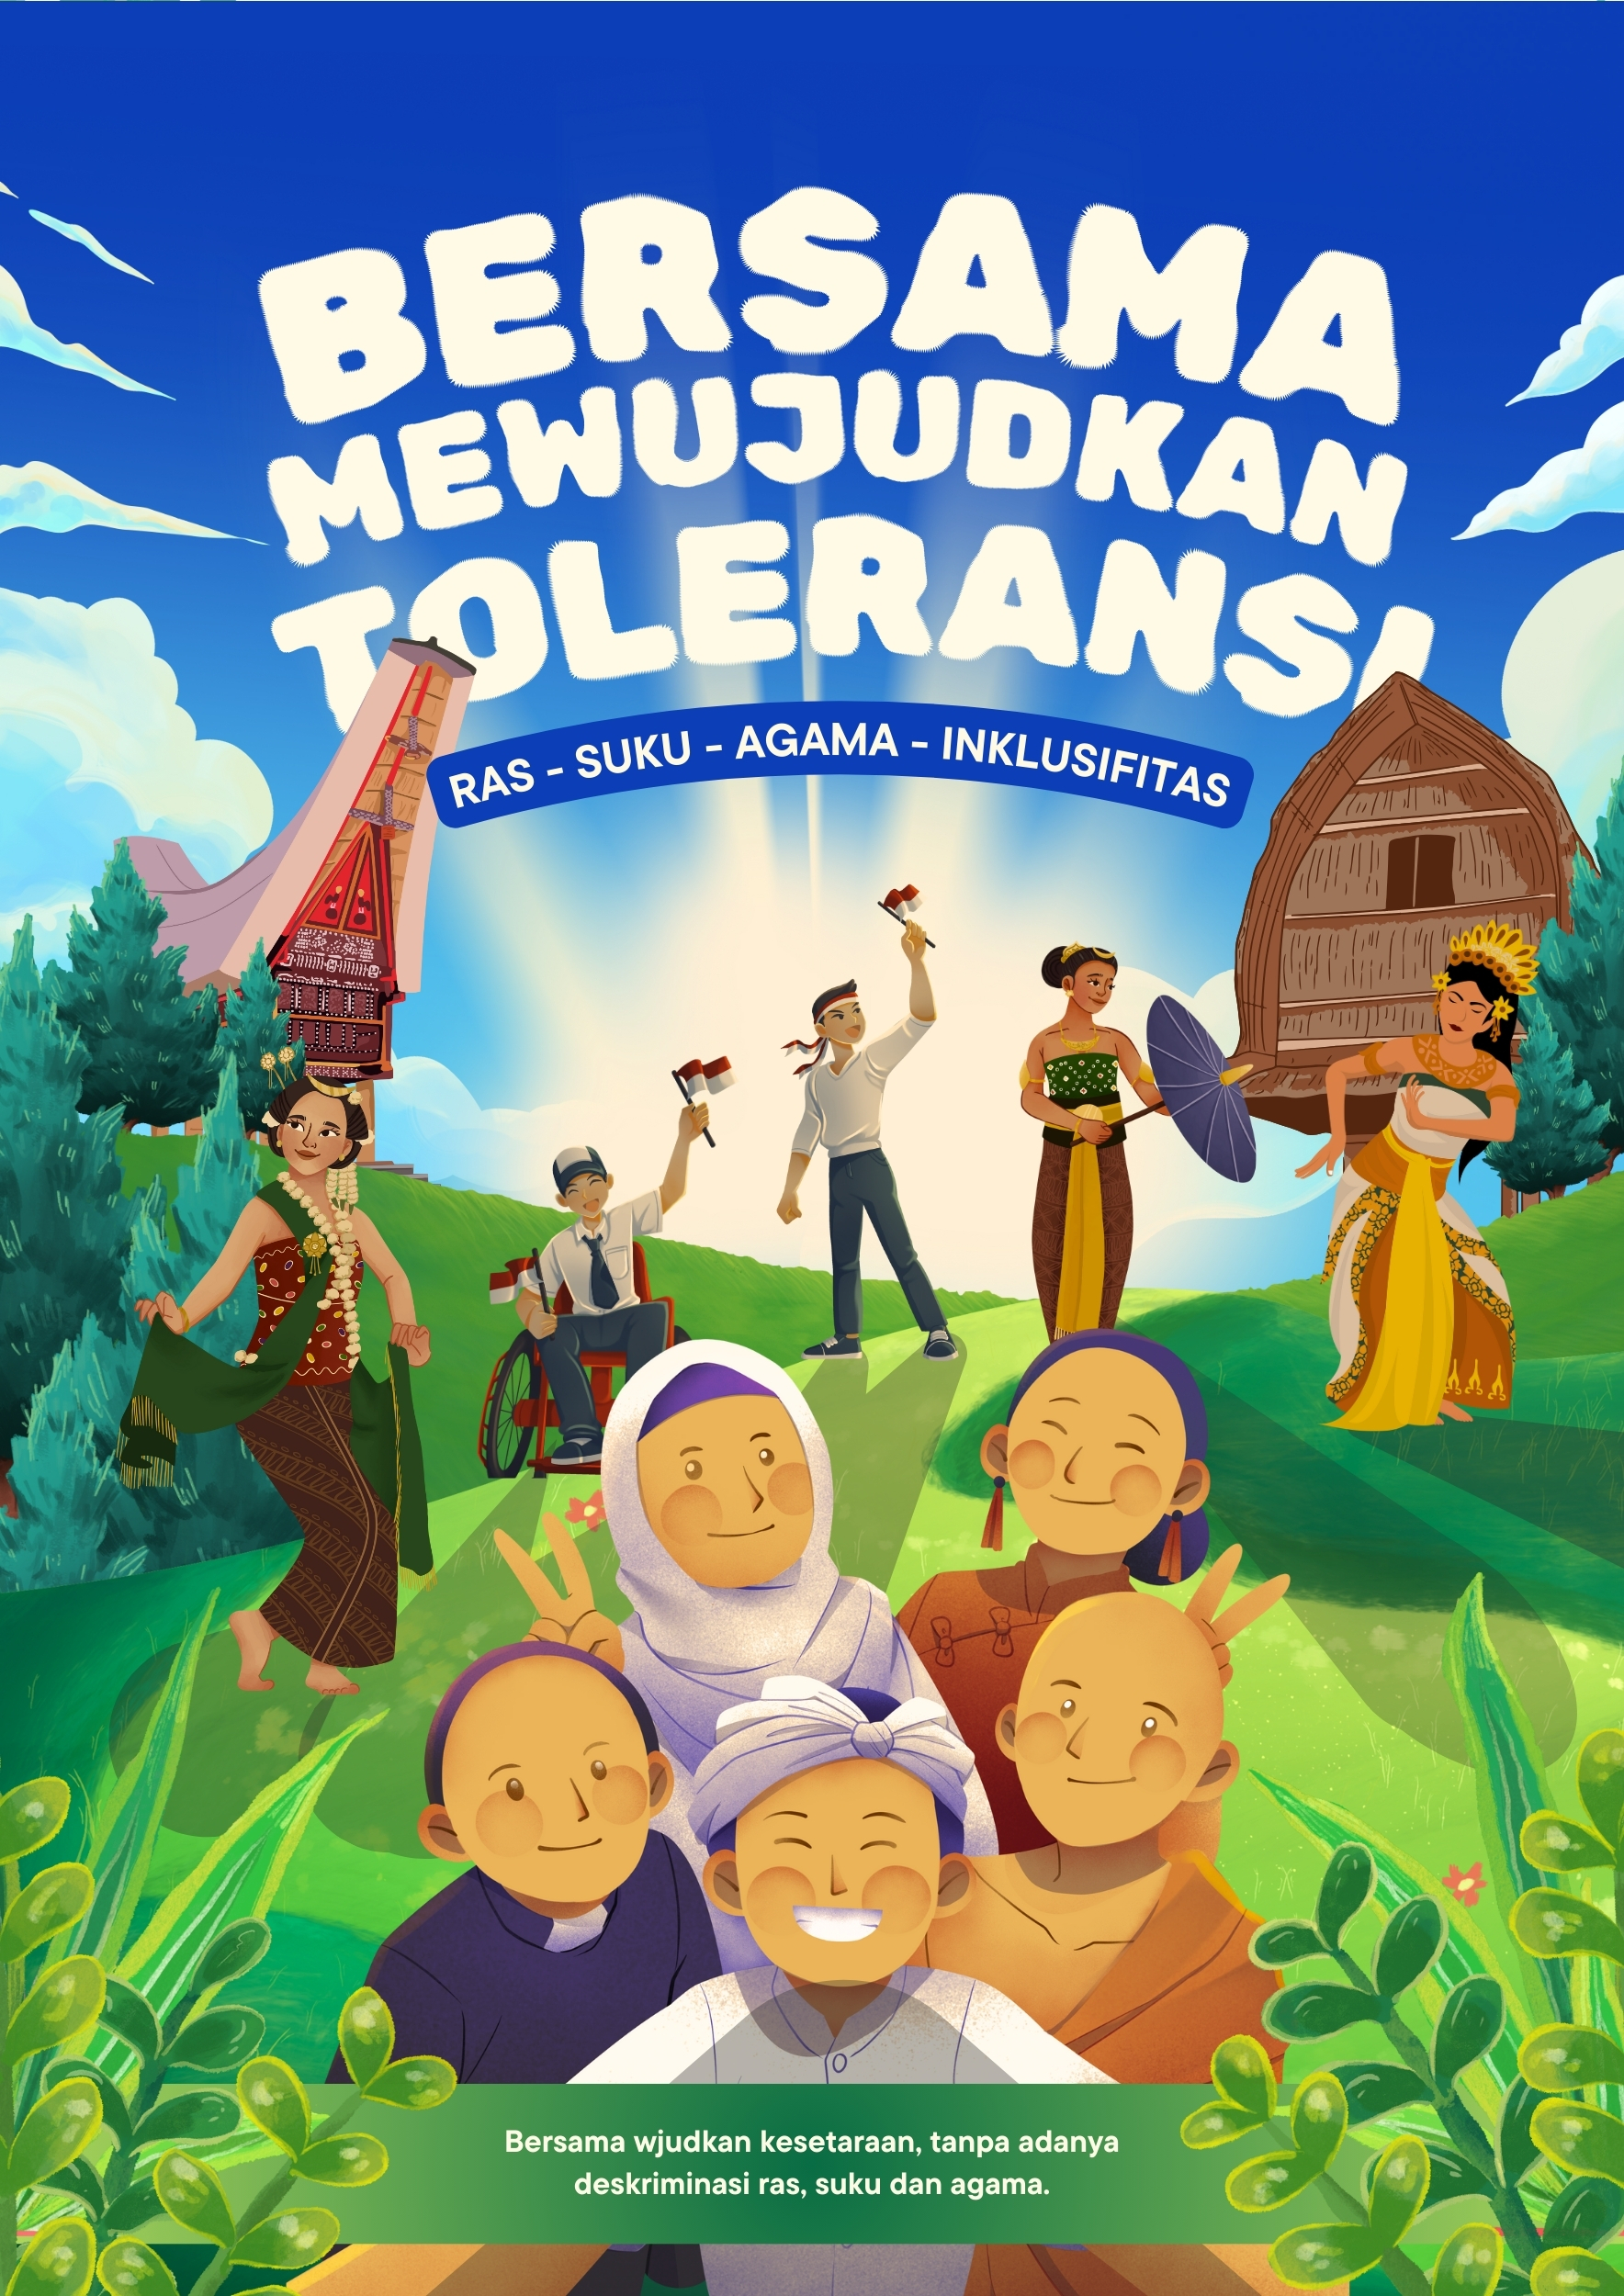 BERSAMA
MEWUJUDKAN
TOLERANSI
RAS - SUKU - AGAMA - INKLUSIFITAS
Bersama wjudkan kesetaraan, tanpa adanya
deskriminasi ras, suku dan agama.